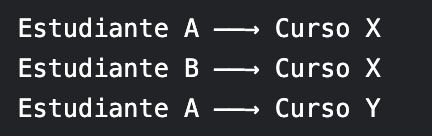 Estudiante A ⟶ Curso X
Estudiante B ⟶ Curso X
Estudiante A ⟶ Curso Y